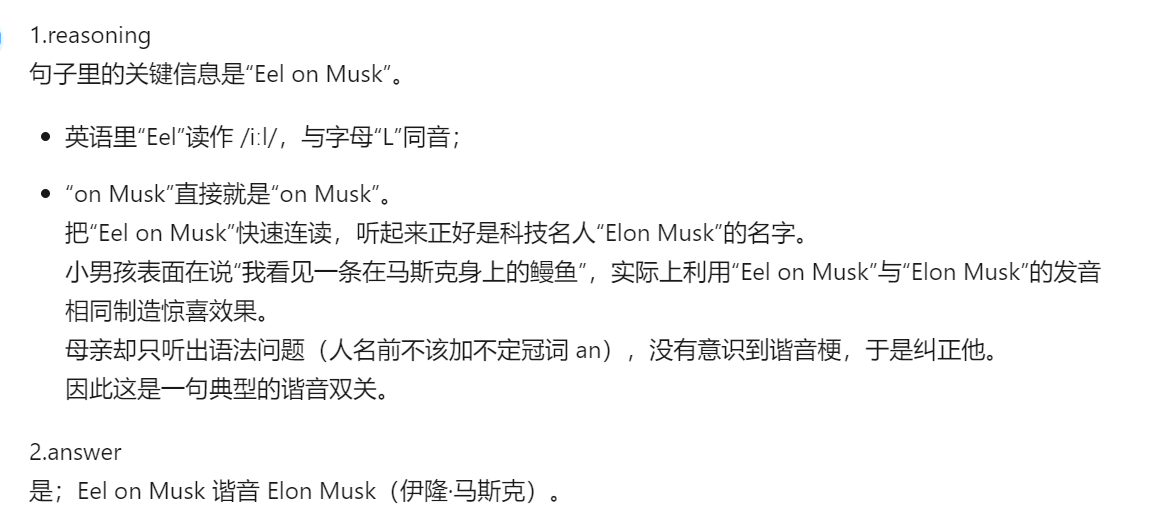 1.reasoning
句子里的关键信息是“Eel on Musk”。
英语里“Eel”读作 /iːl/，与字母“L”同音；
“on Musk”直接就是“on Musk”。
把“Eel on Musk”快速连读，听起来正好是科技名人“Elon Musk”的名字。
小男孩表面在说“我看见一条在马斯克身上的鳗鱼”，实际上利用“Eel on Musk”与“Elon Musk”的发音
相同制造惊喜效果。
母亲却只听出语法问题（人名前不该加不定冠词 an），没有意识到谐音梗，于是纠正他。
因此这是一句典型的谐音双关。
2.answer
是；Eel on Musk 谐音 Elon Musk（伊隆·马斯克）。